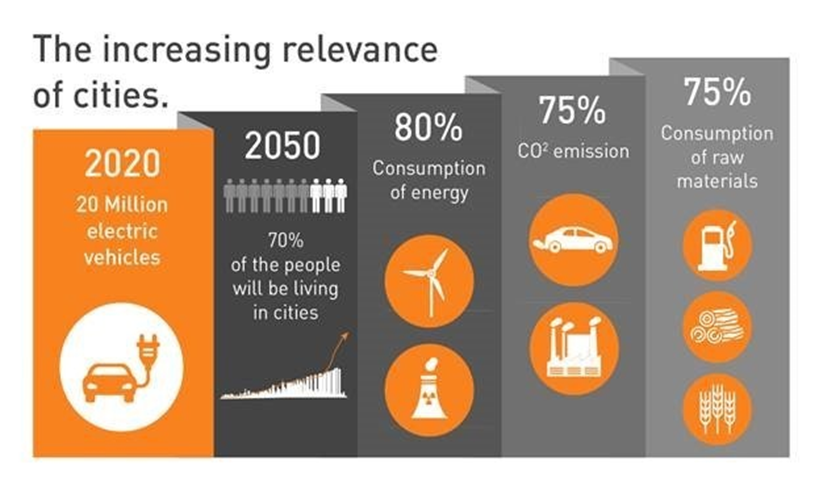 The increasing relevance
of cities.
2020
20 Million
electric
vehicles
2050
70%
of the people
will be living
in cities
80%
Consumption
of energy
75%
CO² emission
75%
Consumption
of raw
materials